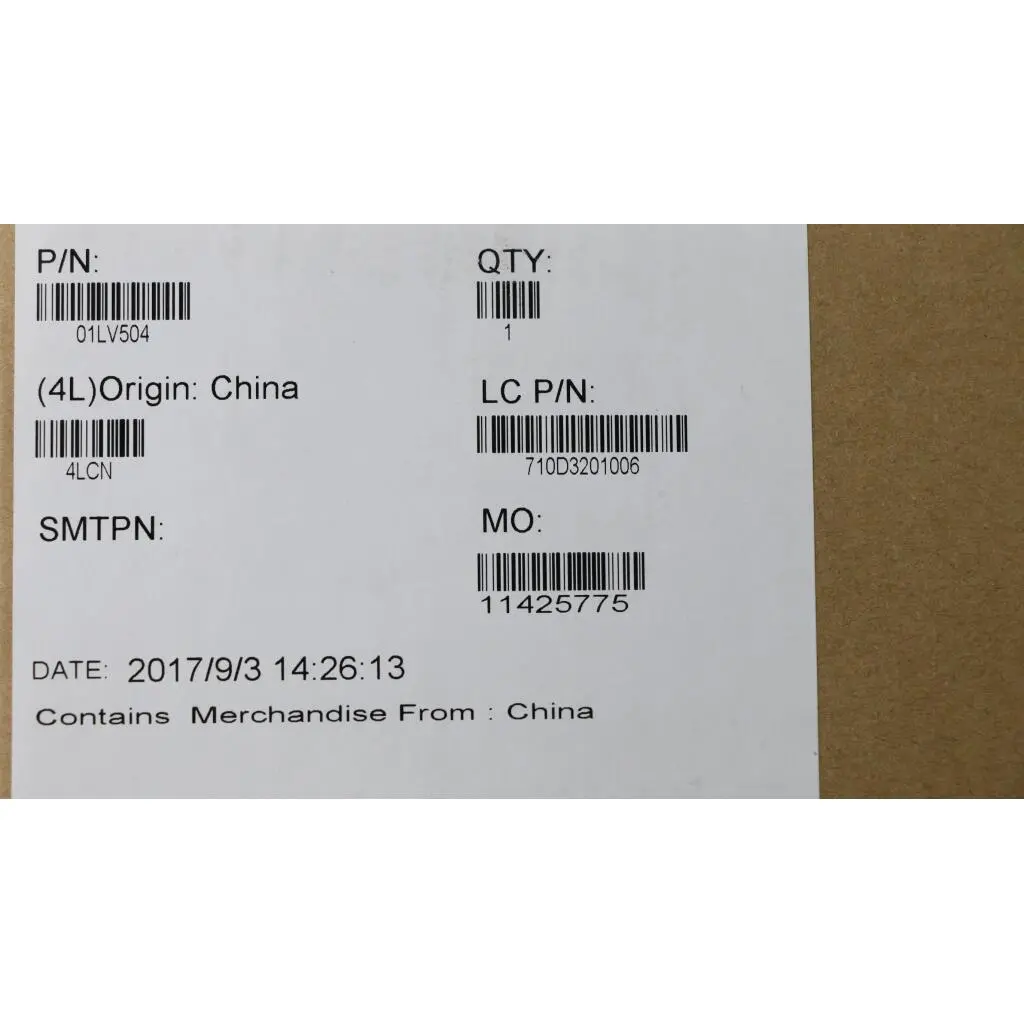 P/N:
01LV504
QTY:
1
(4L)Origin: China
4LCN
LC P/N:
710D3201006
SMTPN:
MO:
11425775
DATE: 2017/9/3 14:26:13
Contains Merchandise From : China